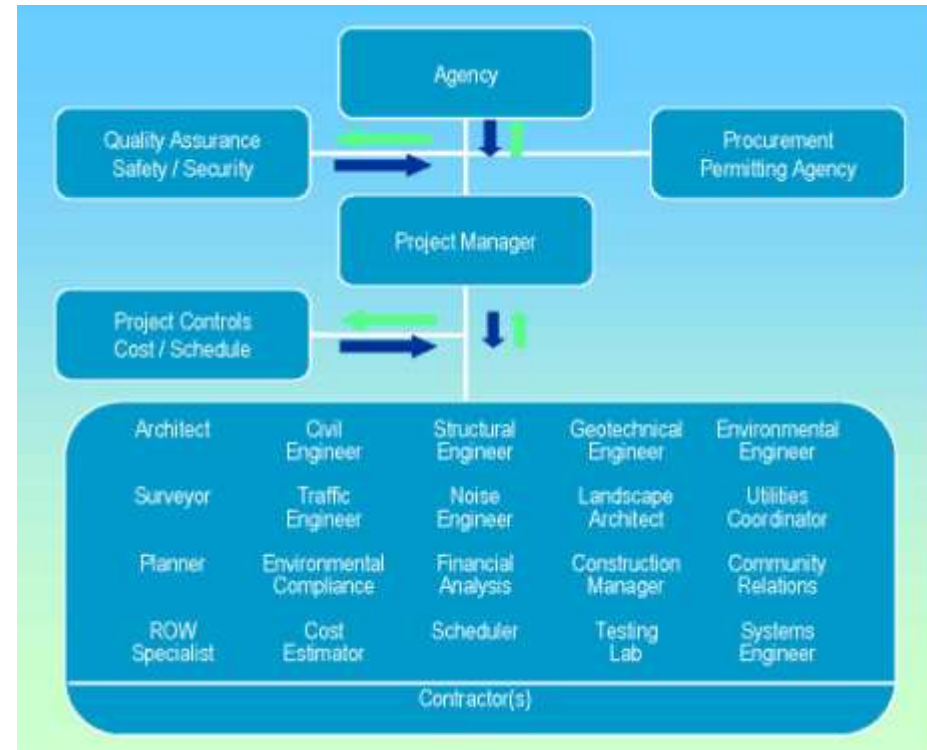 Agency
Quality Assurance
Safety / Security
Procurement
Permitting Agency
Project Manager
Project Controls
Cost / Schedule
Architect
Civil
Engineer
Structural
Engineer
Geotechnical
Engineer
Environmental
Engineer
Surveyor
Traffic
Engineer
Noise
Engineer
Landscape
Architect
Utilities
Coordinator
Planner
Environmental
Compliance
Financial
Analysis
Construction
Manager
Community
Relations
ROW
Specialist
Cost
Estimator
Scheduler
Testing
Lab
Systems
Engineer
Contractor(s)